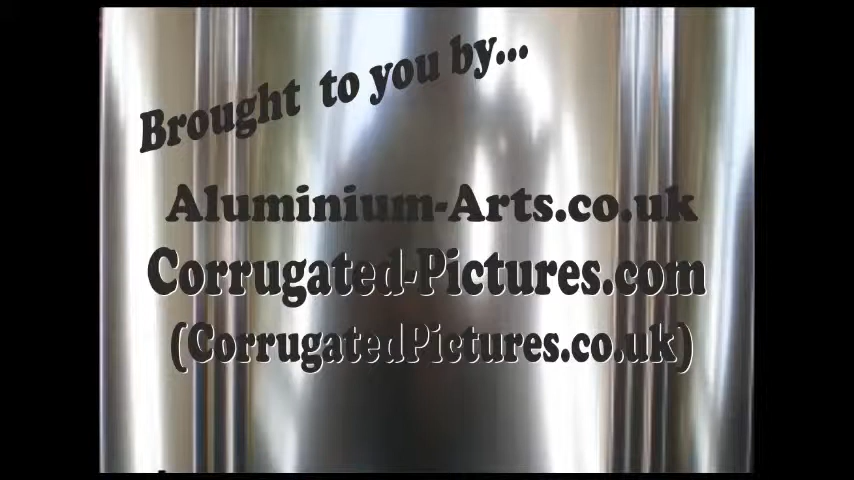 Brought to you by...
Aluminium-Arts.co.uk
Corrugated-Pictures.com
(CorrugatedPictures.co.uk)